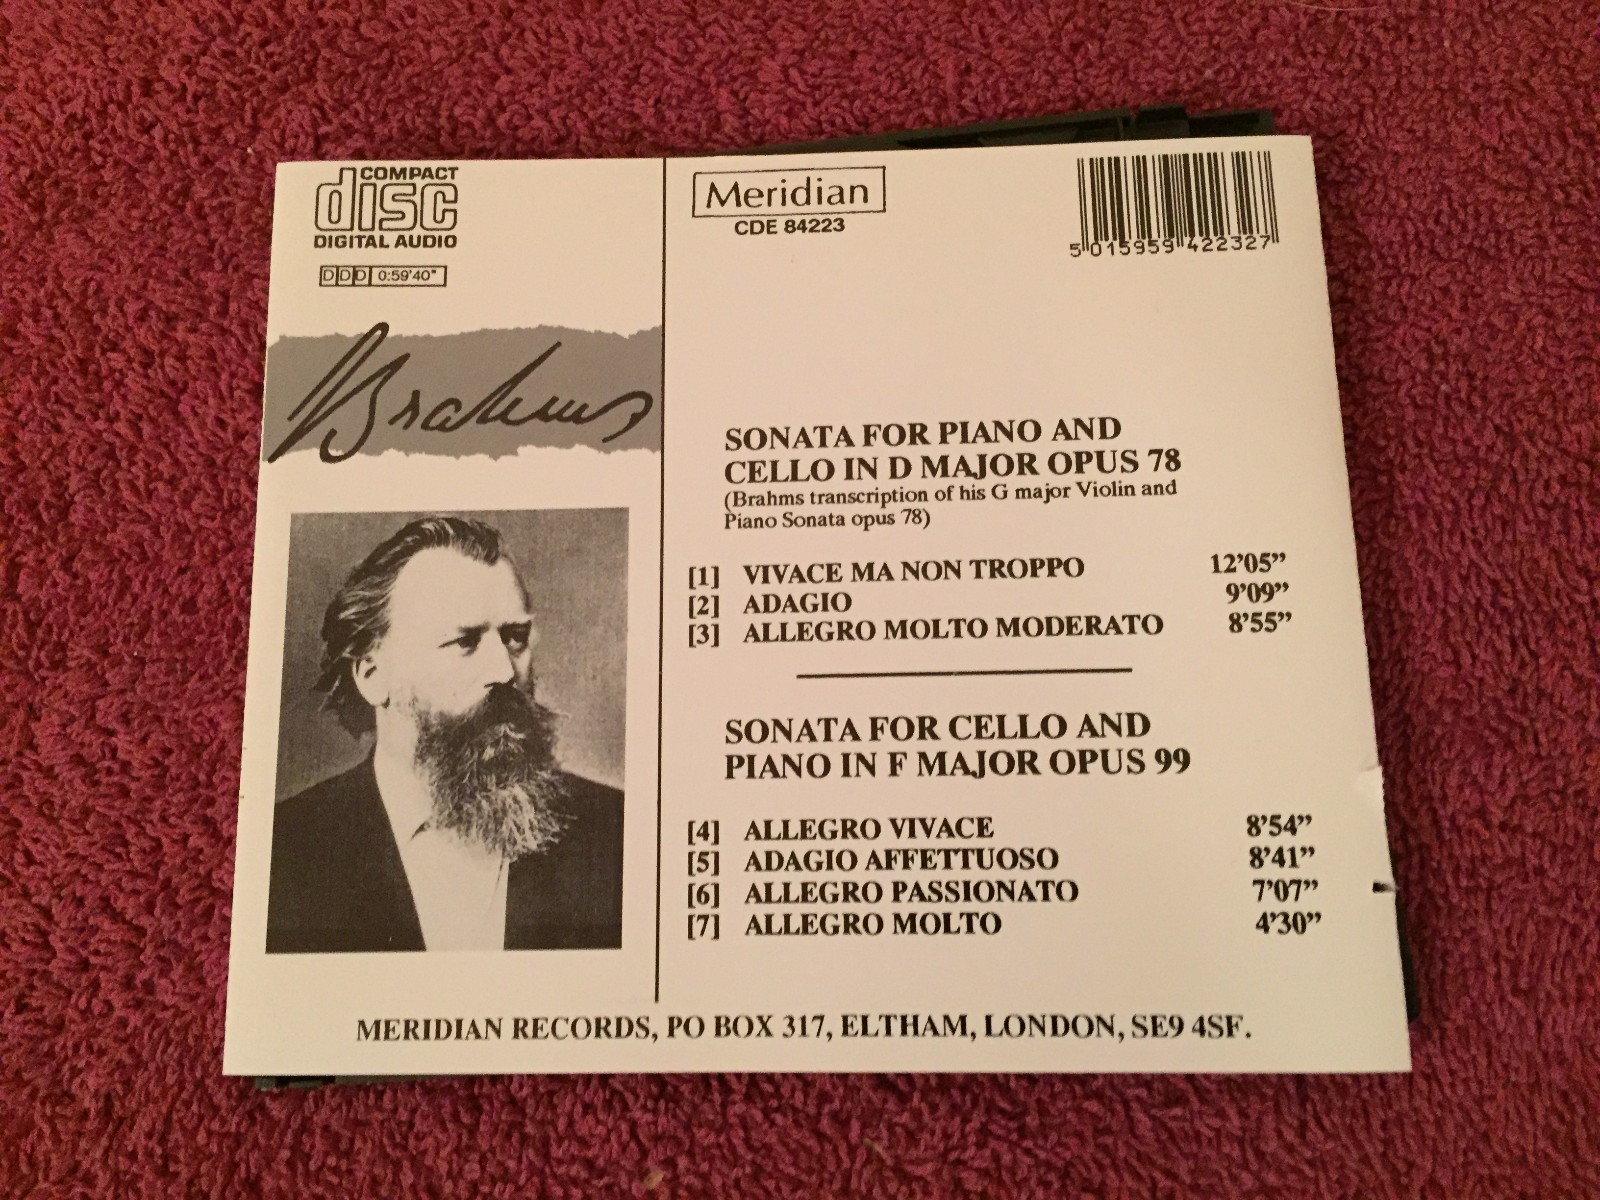 COMPACT
disc
DIGITAL AUDIO
DDD 0:59'40"
Brahms
Meridian
CDE 84223
5 015959 422327
SONATA FOR PIANO AND
CELLO IN D MAJOR OPUS 78
(Brahms transcription of his G major Violin and
Piano Sonata opus 78)
[1] VIVACE MA NON TROPPO 12'05”
[2] ADAGIO 9'09”
[3] ALLEGRO MOLTO MODERATO 8'55”
SONATA FOR CELLO AND
PIANO IN F MAJOR OPUS 99
[4] ALLEGRO VIVACE 8'54”
[5] ADAGIO AFFETTUOSO 8'41”
[6] ALLEGRO PASSIONATO 7'07”
[7] ALLEGRO MOLTO 4'30”
MERIDIAN RECORDS, PO BOX 317, ELTHAM, LONDON, SE9 4SF.